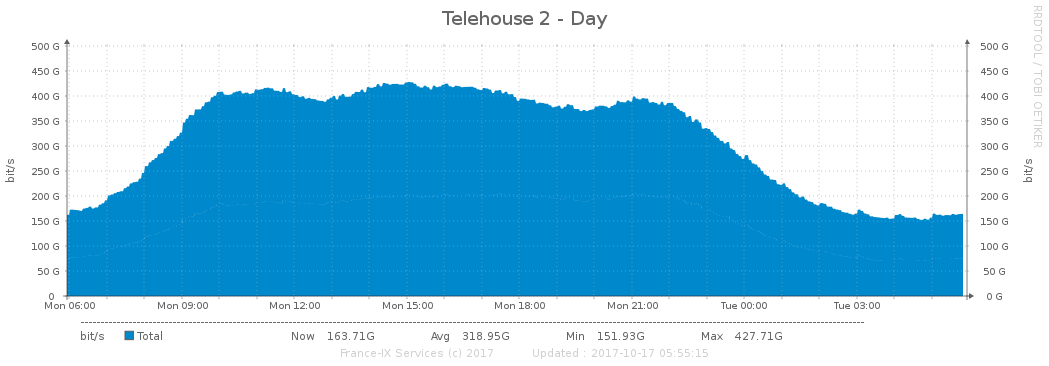 Telehouse 2 - Day
RRDTOOL / TOBI OETIKER
500 G 500 G
450 G 450 G
400 G 400 G
350 G 350 G
300 G 300 G
250 G 250 G
200 G 200 G
150 G 150 G
100 G 100 G
50 G 50 G
0 0 G
bit/s bit/s
Mon 06:00 Mon 09:00 Mon 12:00 Mon 15:00 Mon 18:00 Mon 21:00 Tue 00:00 Tue 03:00
bit/s Total Now 163.71G Avg 318.95G Min 151.93G Max 427.71G
France-IX Services (c) 2017 Updated : 2017-10-17 05:55:15